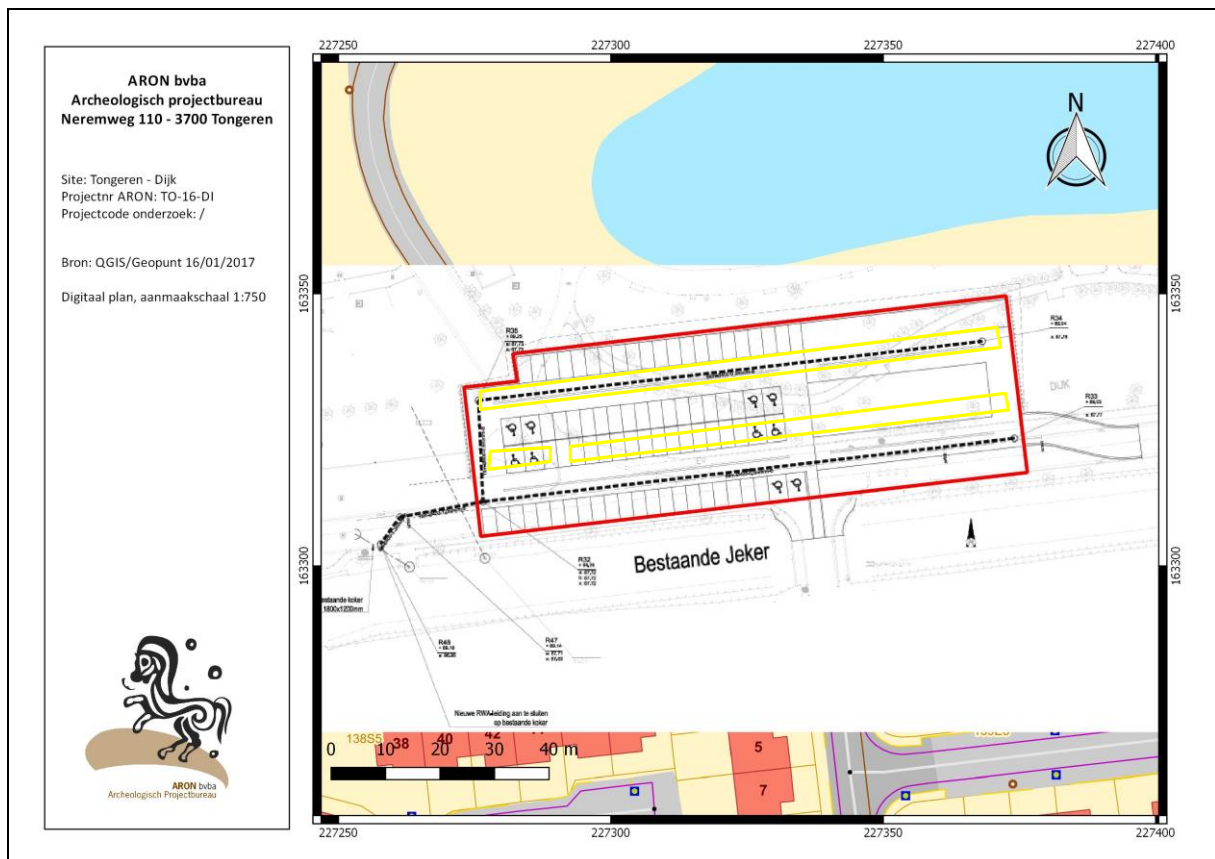 ARON bvba
Archeologisch projectbureau
Neremweg 110 - 3700 Tongeren
Site: Tongeren - Dijk
Projectnr ARON: TO-16-DI
Projectcode onderzoek: /
Bron: QGIS/Geopunt 16/01/2017
Digitaal plan, aanmaakschaal 1:750
ARON bvba
Archeologisch Projectbureau
227250
227300
227350
227400
N
163350
163350
R35
R34
DIJK
R33
Bestaande Jeker
163300
163300
R32
1800x1200mm
R48
R47
Nieuwe RWA-leiding aan te sluiten
op bestaande koker
138S5
38
40
42
5
7
0 10 20 30 40 m
227250
227300
227350
227400